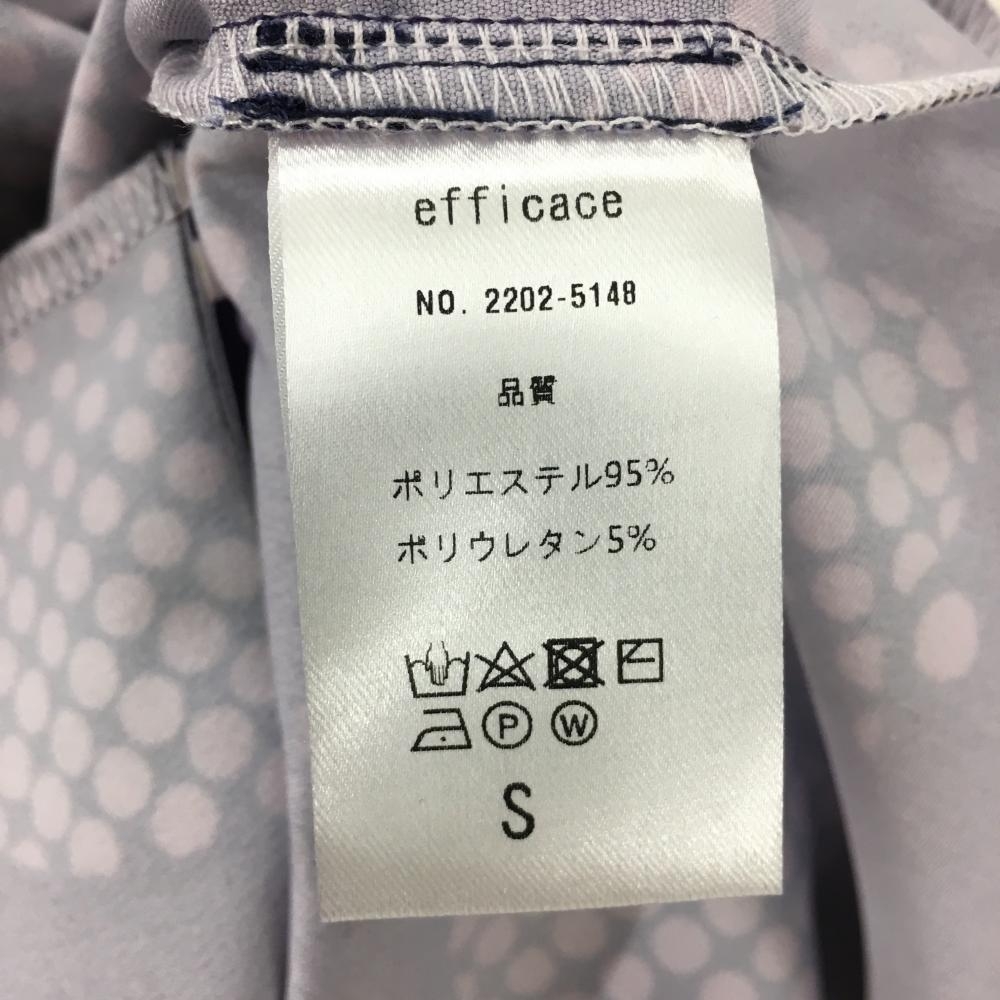 efficace
NO. 2202-5148
品質
ポリエステル95%
ポリウレタン5%
P W
S